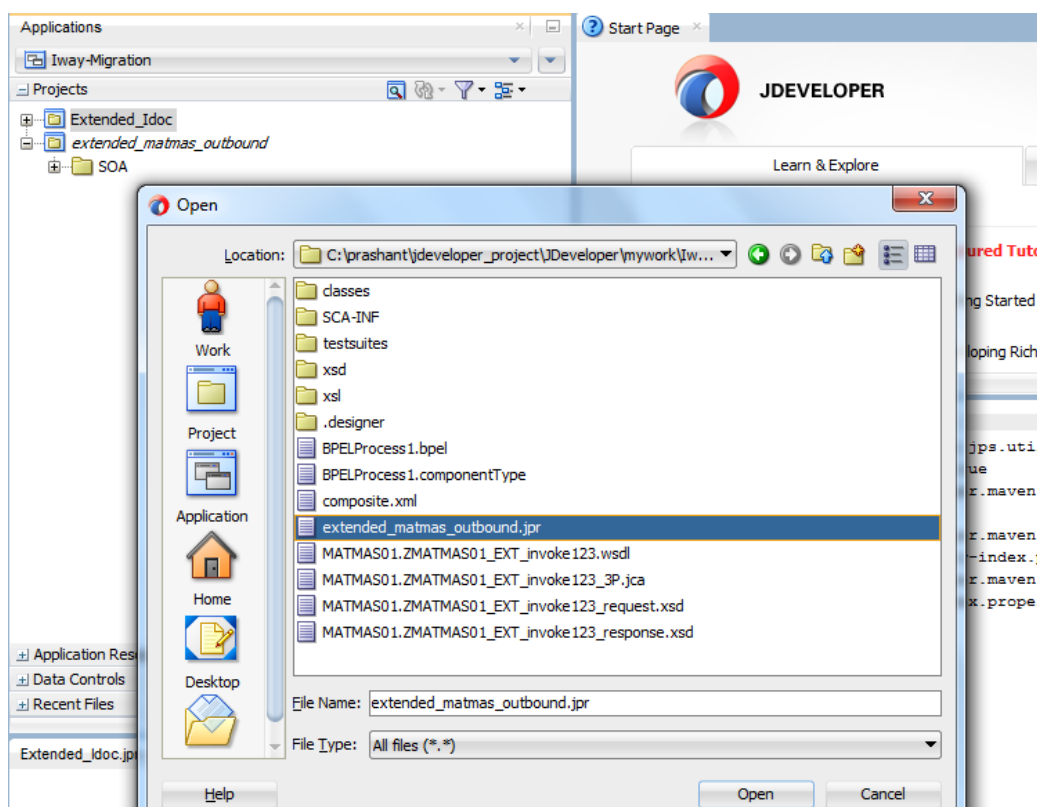 Applications
Start Page
Iway-Migration
Projects
JDEVELOPER
Extended_Idoc
extended_matmas_outbound
SOA
Learn & Explore
Open
Location: C:\prashant\jdeveloper_project\JDeveloper\mywork\Iw...
classes
SCA-INF
testsuites
xsd
xsl
.designer
BPELProcess1.bpel
BPELProcess1.componentType
composite.xml
extended_matmas_outbound.jpr
MATMAS01.ZMATMAS01_EXT_invoke123.wsdl
MATMAS01.ZMATMAS01_EXT_invoke123_3P.jca
MATMAS01.ZMATMAS01_EXT_invoke123_request.xsd
MATMAS01.ZMATMAS01_EXT_invoke123_response.xsd
Work
Project
Application
Home
Desktop
File Name: extended_matmas_outbound.jpr
File Type: All files (*.*)
Help
Open
Cancel
ured Tuto
ng Started
loping Rich
jps.uti
ue
r.maven
r.maven
-index.
r.maven
x.prope
Application Res
Data Controls
Recent Files
Extended_Idoc.jp